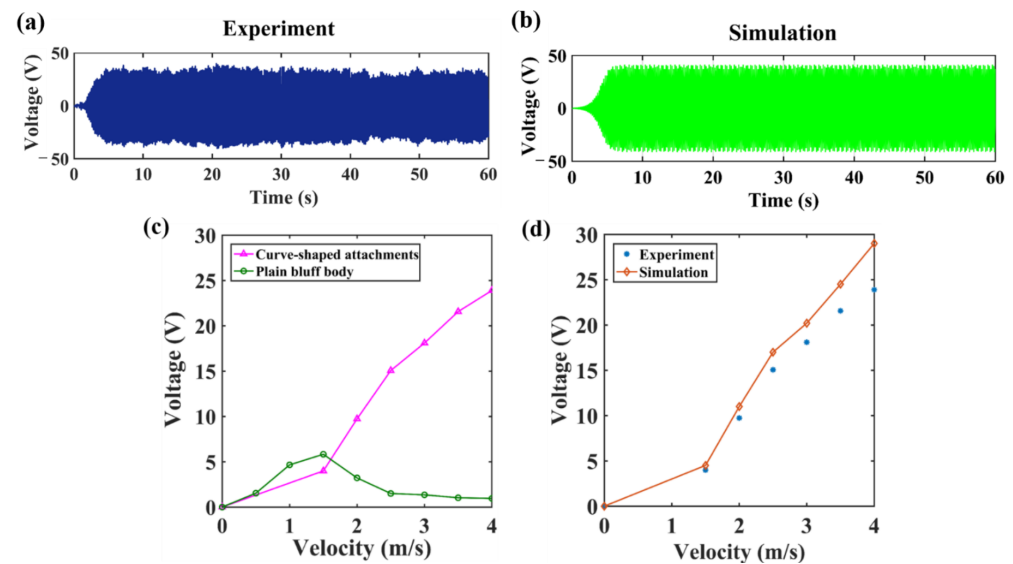 (a)
Experiment
Voltage (V)
50
0
−50
0 10 20 30 40 50 60
Time (s)
(b)
Simulation
Voltage (V)
50
0
−50
0 10 20 30 40 50 60
Time (s)
(c)
Curve-shaped attachments
Plain bluff body
Voltage (V)
30
25
20
15
10
5
0
0 1 2 3 4
Velocity (m/s)
(d)
Experiment
Simulation
Voltage (V)
30
25
20
15
10
5
0
0 1 2 3 4
Velocity (m/s)